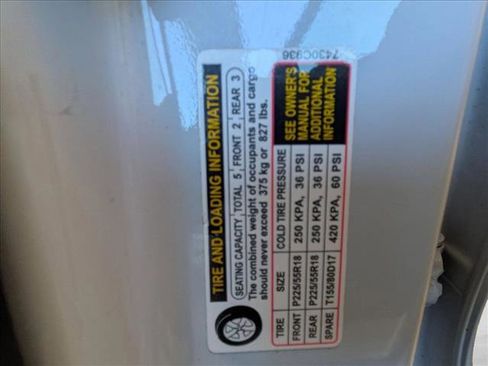 7430C936
TIRE AND LOADING INFORMATION
SEATING CAPACITY TOTAL 5 FRONT 2 REAR 3
The combined weight of occupants and cargo
should never exceed 375 kg or 827 lbs.
TIRE SIZE COLD TIRE PRESSURE
FRONT P225/55R18 250 KPA, 36 PSI
REAR P225/55R18 250 KPA, 36 PSI
SPARE T155/80D17 420 KPA, 60 PSI
SEE OWNER'S
MANUAL FOR
ADDITIONAL
INFORMATION